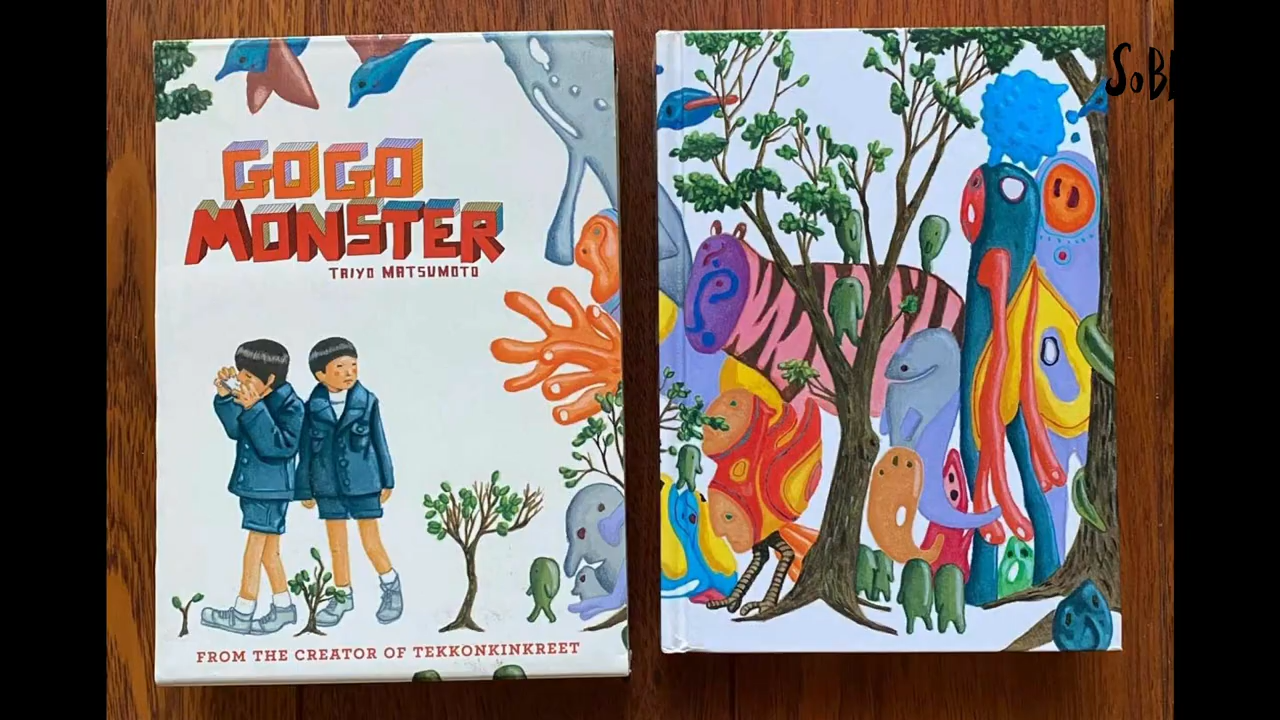 GOGO
MONSTER
TAIYO MATSUMOTO
FROM THE CREATOR OF TEKKONKINKREET